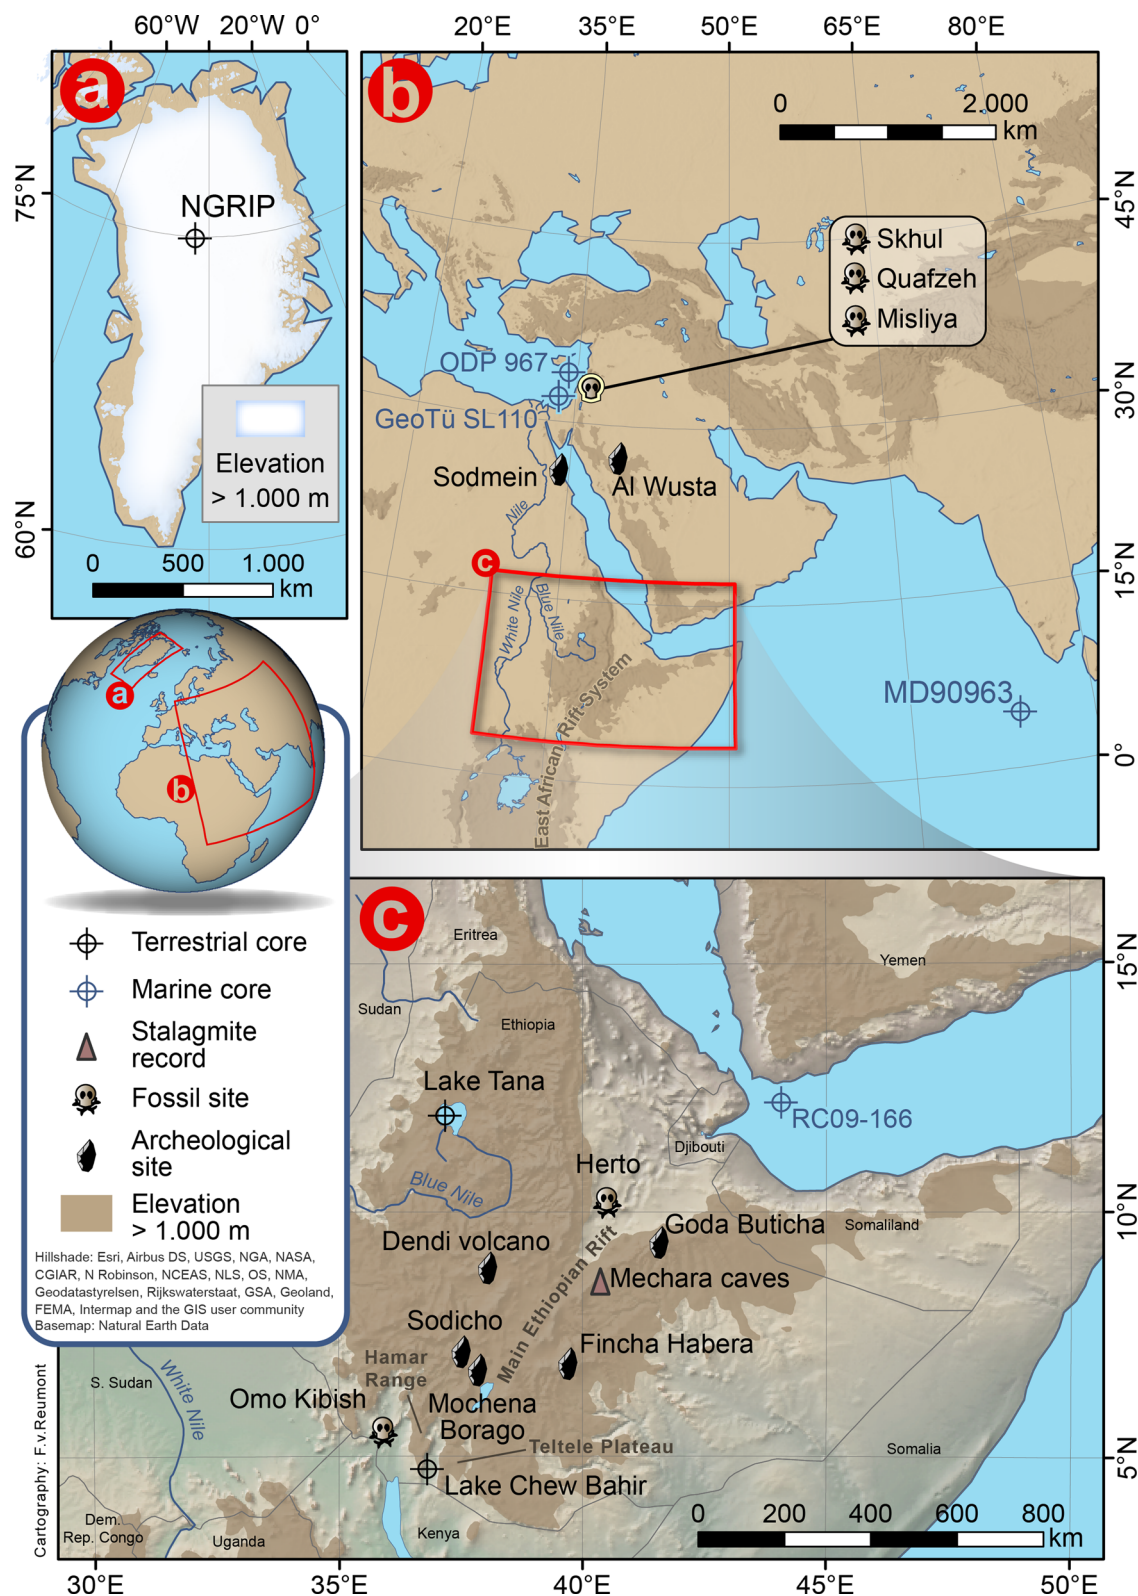 60°W 20°W 0°
a
75°N
NGRIP
Elevation
> 1.000 m
60°N
0 500 1.000
km
20°E 35°E 50°E 65°E 80°E
b
0 2.000
km
45°N
Skhul
Quafzeh
Misliya
ODP 967
30°N
GeoTü SL110
Sodmein
Al Wusta
Nile
c
15°N
White Nile
Blue Nile
East African Rift-System
MD90963
0°
a
b
Terrestrial core
Marine core
Stalagmite
record
Fossil site
Archeological
site
Elevation
> 1.000 m
Hillshade: Esri, Airbus DS, USGS, NGA, NASA,
CGIAR, N Robinson, NCEAS, NLS, OS, NMA,
Geodatastyrelsen, Rijkswaterstaat, GSA, Geoland,
FEMA, Intermap and the GIS user community
Basemap: Natural Earth Data
Cartography: F.v.Reumont
c
Eritrea
Yemen
15°N
Sudan
Ethiopia
Lake Tana
RC09-166
Djibouti
Herto
Blue Nile
10°N
Goda Buticha
Somaliland
Dendi volcano
Main Ethiopian Rift
Mechara caves
Sodicho
Fincha Habera
Hamar
Range
S. Sudan
White Nile
Omo Kibish
Mochena
Borago
Teltele Plateau
Somalia
5°N
Lake Chew Bahir
0 200 400 600 800
km
Dem.
Rep. Congo
Uganda
Kenya
30°E 35°E 40°E 45°E 50°E